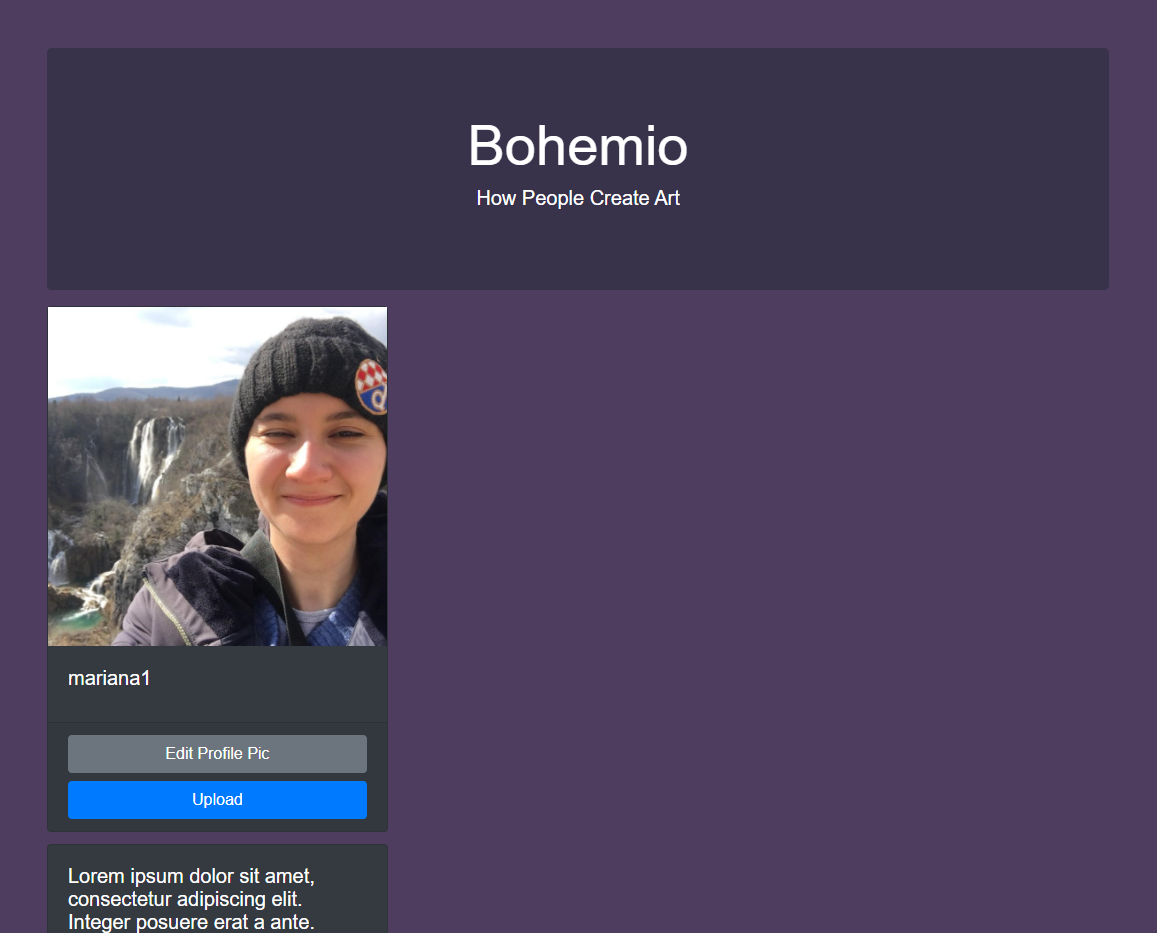 Bohemio
How People Create Art
mariana1
Edit Profile Pic
Upload
Lorem ipsum dolor sit amet,
consectetur adipiscing elit.
Integer posuere erat a ante.